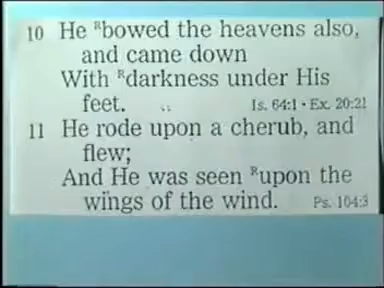 10 He ᴿbowed the heavens also,
and came down
With ᴿdarkness under His
feet. Is. 64:1 · Ex. 20:21
11 He rode upon a cherub, and
flew;
And He was seen ᴿupon the
wings of the wind. Ps. 104:3